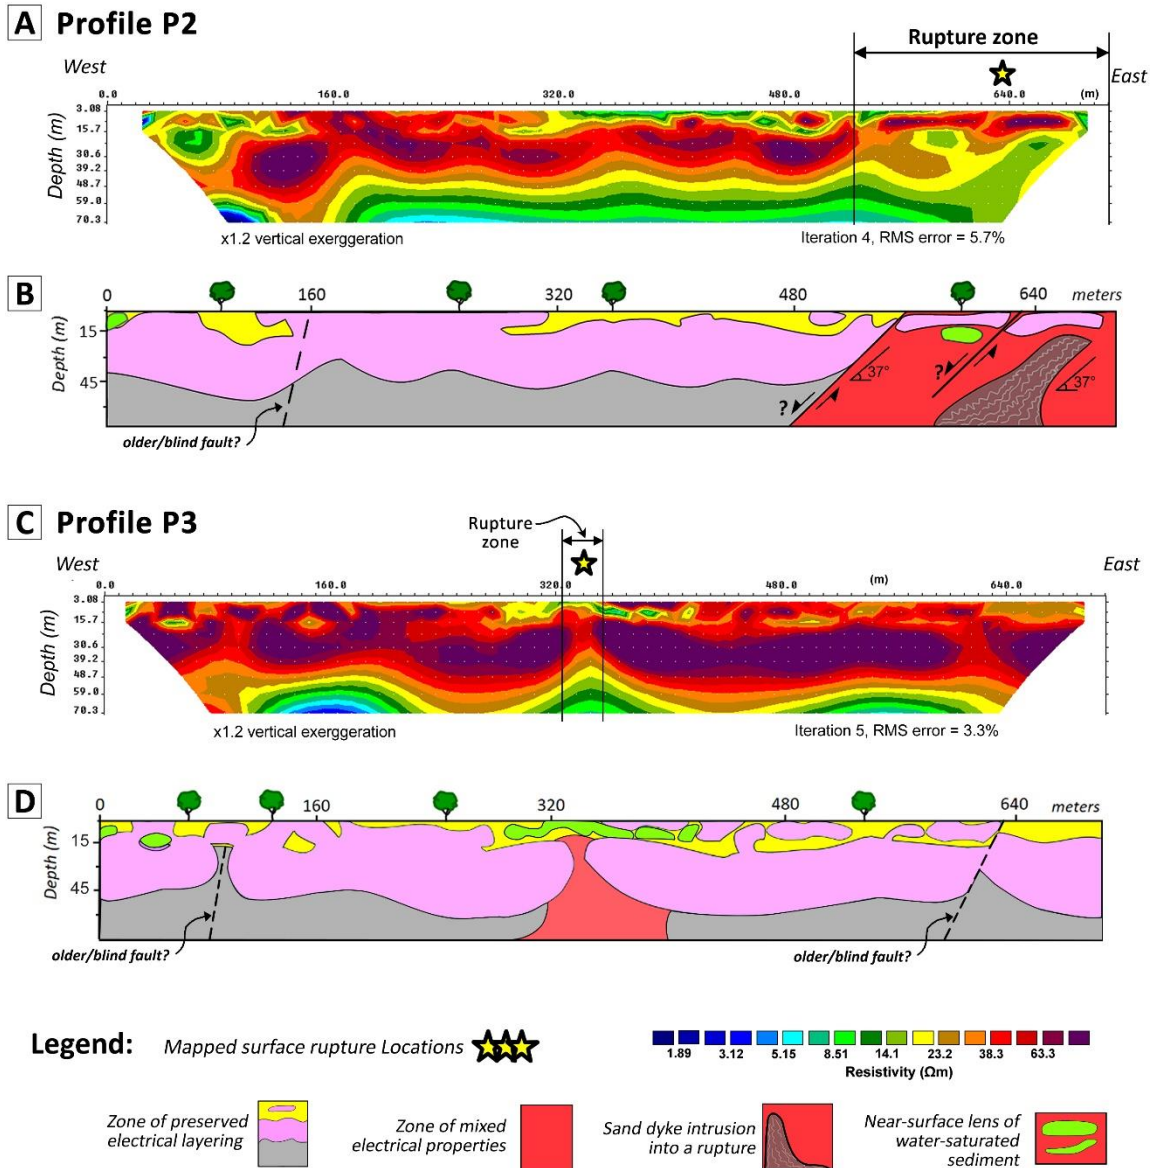 A Profile P2
Rupture zone
West
East
0.0 160.0 320.0 480.0 640.0 (m)
Depth (m)
3.08
15.7
30.6
39.2
48.7
59.0
70.3
x1.2 vertical exerggeration
Iteration 4, RMS error = 5.7%
B
0 160 320 480 640 meters
Depth (m)
15
45
older/blind fault?
?
37°
?
37°
C Profile P3
Rupture
zone
West
East
0.0 160.0 320.0 480.0 (m) 640.0
Depth (m)
3.08
15.7
30.6
39.2
48.7
59.0
70.3
x1.2 vertical exerggeration
Iteration 5, RMS error = 3.3%
D
0 160 320 480 640 meters
Depth (m)
15
45
older/blind fault?
older/blind fault?
Legend: Mapped surface rupture Locations
1.89 3.12 5.15 8.51 14.1 23.2 38.3 63.3
Resistivity (Ωm)
Zone of preserved
electrical layering
Zone of mixed
electrical properties
Sand dyke intrusion
into a rupture
Near-surface lens of
water-saturated
sediment